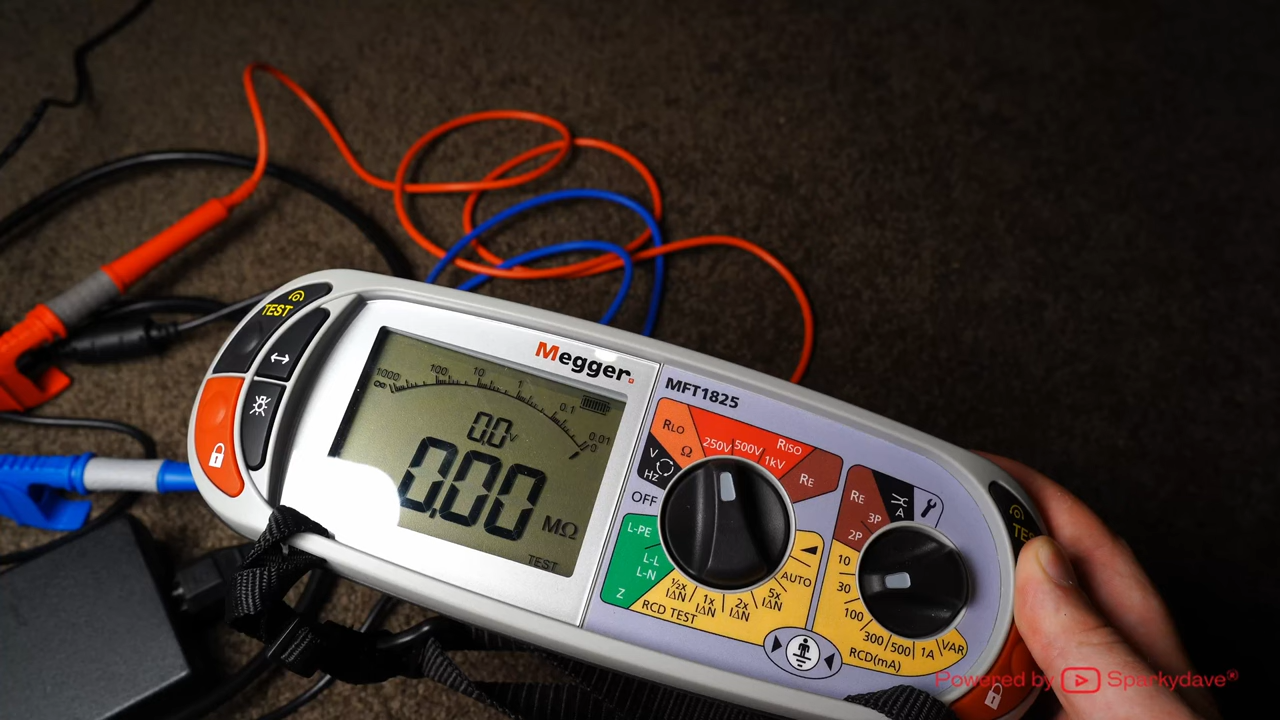 TEST
Megger.
1000 100 10 1 0.1 0.01
∞ 0
0.0V
0.00 MΩ
TEST
MFT1825
RLO
Ω
250V 500V 1kV
RISO
RE
V
Hz
OFF
L-PE
L-L
L-N
Z
½x IΔN
1x IΔN
2x IΔN
5x IΔN
AUTO
RCD TEST
RE
3P
2P
A
10
30
100
300
500
1A
VAR
RCD(mA)
Powered by Sparkydave®